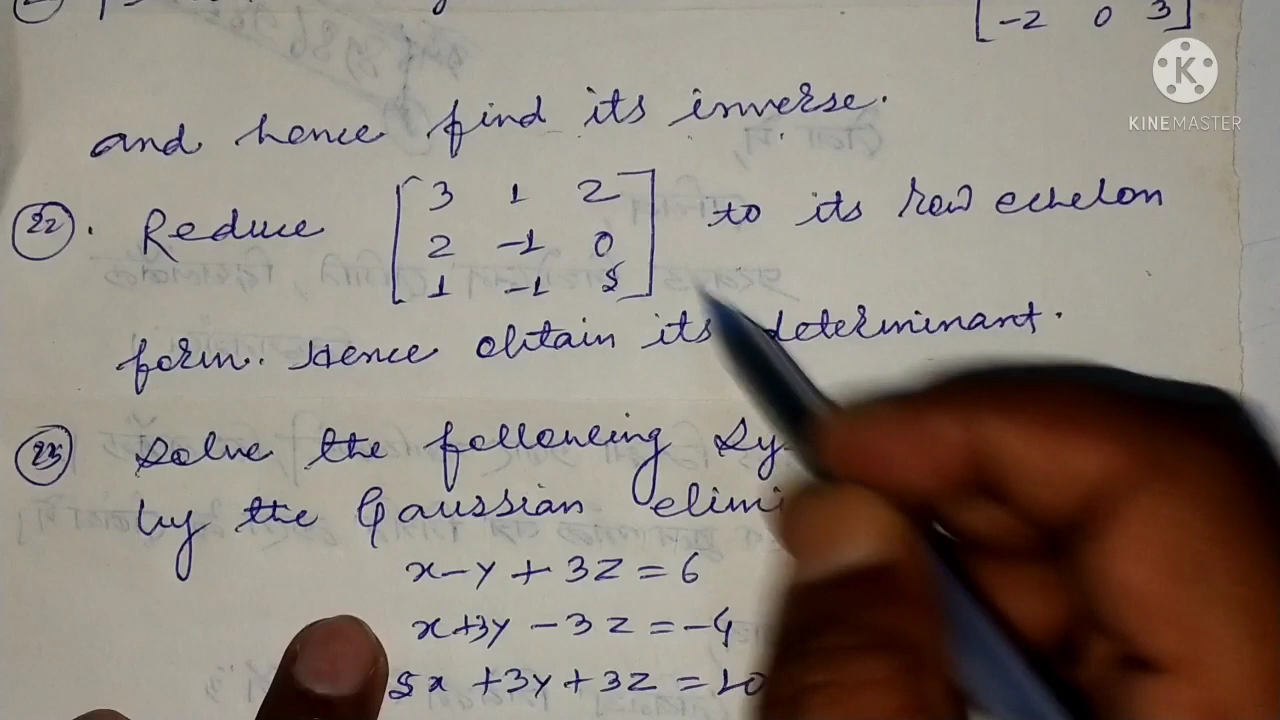 [-2 0 3]
KINEMASTER
and hence find its inverse.
(22). Reduce [3 1 2 to its row echelon
2 -1 0
1 -1 5]
form. Hence obtain its determinant.
(23) Solve the following Sy
by the Gaussian elimi
x-y+3z=6
x+3y-3z=-4
5x+3y+3z=10